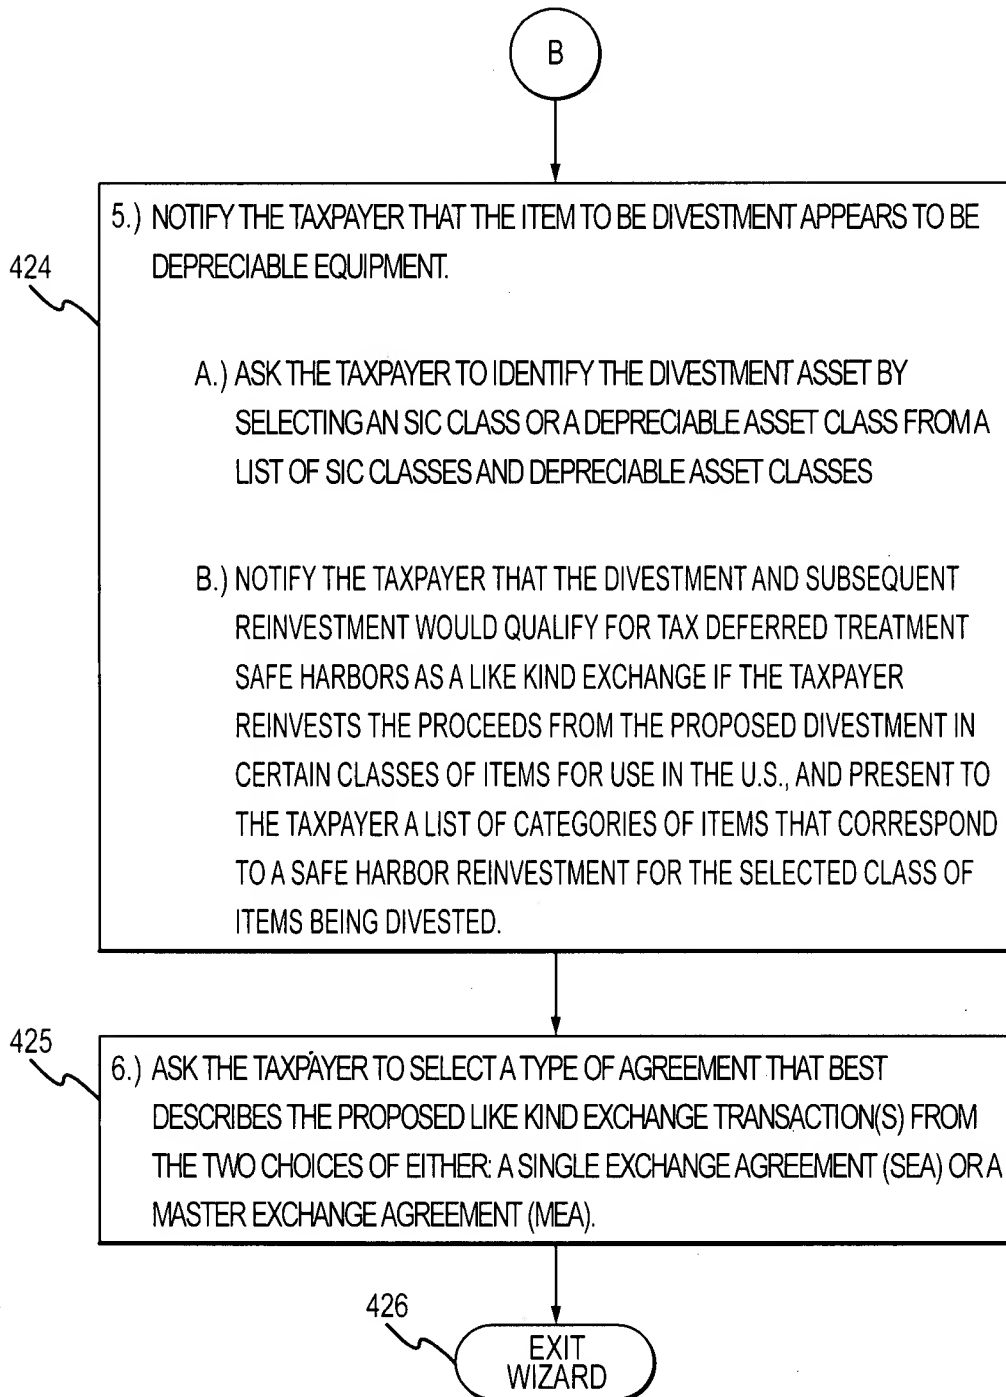 B
424
5.) NOTIFY THE TAXPAYER THAT THE ITEM TO BE DIVESTMENT APPEARS TO BE
DEPRECIABLE EQUIPMENT.
A.) ASK THE TAXPAYER TO IDENTIFY THE DIVESTMENT ASSET BY
SELECTING AN SIC CLASS OR A DEPRECIABLE ASSET CLASS FROM A
LIST OF SIC CLASSES AND DEPRECIABLE ASSET CLASSES
B.) NOTIFY THE TAXPAYER THAT THE DIVESTMENT AND SUBSEQUENT
REINVESTMENT WOULD QUALIFY FOR TAX DEFERRED TREATMENT
SAFE HARBORS AS A LIKE KIND EXCHANGE IF THE TAXPAYER
REINVESTS THE PROCEEDS FROM THE PROPOSED DIVESTMENT IN
CERTAIN CLASSES OF ITEMS FOR USE IN THE U.S., AND PRESENT TO
THE TAXPAYER A LIST OF CATEGORIES OF ITEMS THAT CORRESPOND
TO A SAFE HARBOR REINVESTMENT FOR THE SELECTED CLASS OF
ITEMS BEING DIVESTED.
425
6.) ASK THE TAXPAYER TO SELECT A TYPE OF AGREEMENT THAT BEST
DESCRIBES THE PROPOSED LIKE KIND EXCHANGE TRANSACTION(S) FROM
THE TWO CHOICES OF EITHER: A SINGLE EXCHANGE AGREEMENT (SEA) OR A
MASTER EXCHANGE AGREEMENT (MEA).
426
EXIT
WIZARD